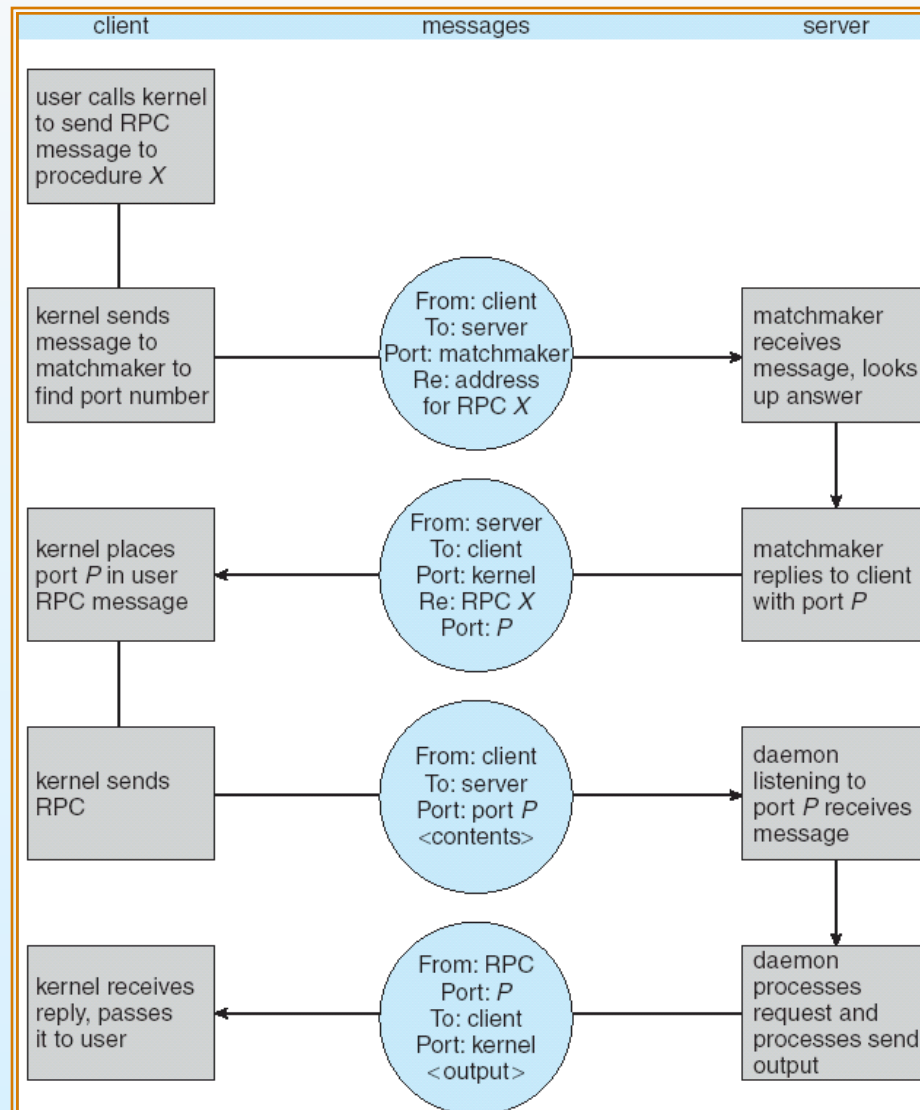 client
messages
server
user calls kernel
to send RPC
message to
procedure X
kernel sends
message to
matchmaker to
find port number
From: client
To: server
Port: matchmaker
Re: address
for RPC X
matchmaker
receives
message, looks
up answer
kernel places
port P in user
RPC message
From: server
To: client
Port: kernel
Re: RPC X
Port: P
matchmaker
replies to client
with port P
kernel sends
RPC
From: client
To: server
Port: port P
<contents>
daemon
listening to
port P receives
message
kernel receives
reply, passes
it to user
From: RPC
Port: P
To: client
Port: kernel
<output>
daemon
processes
request and
processes send
output